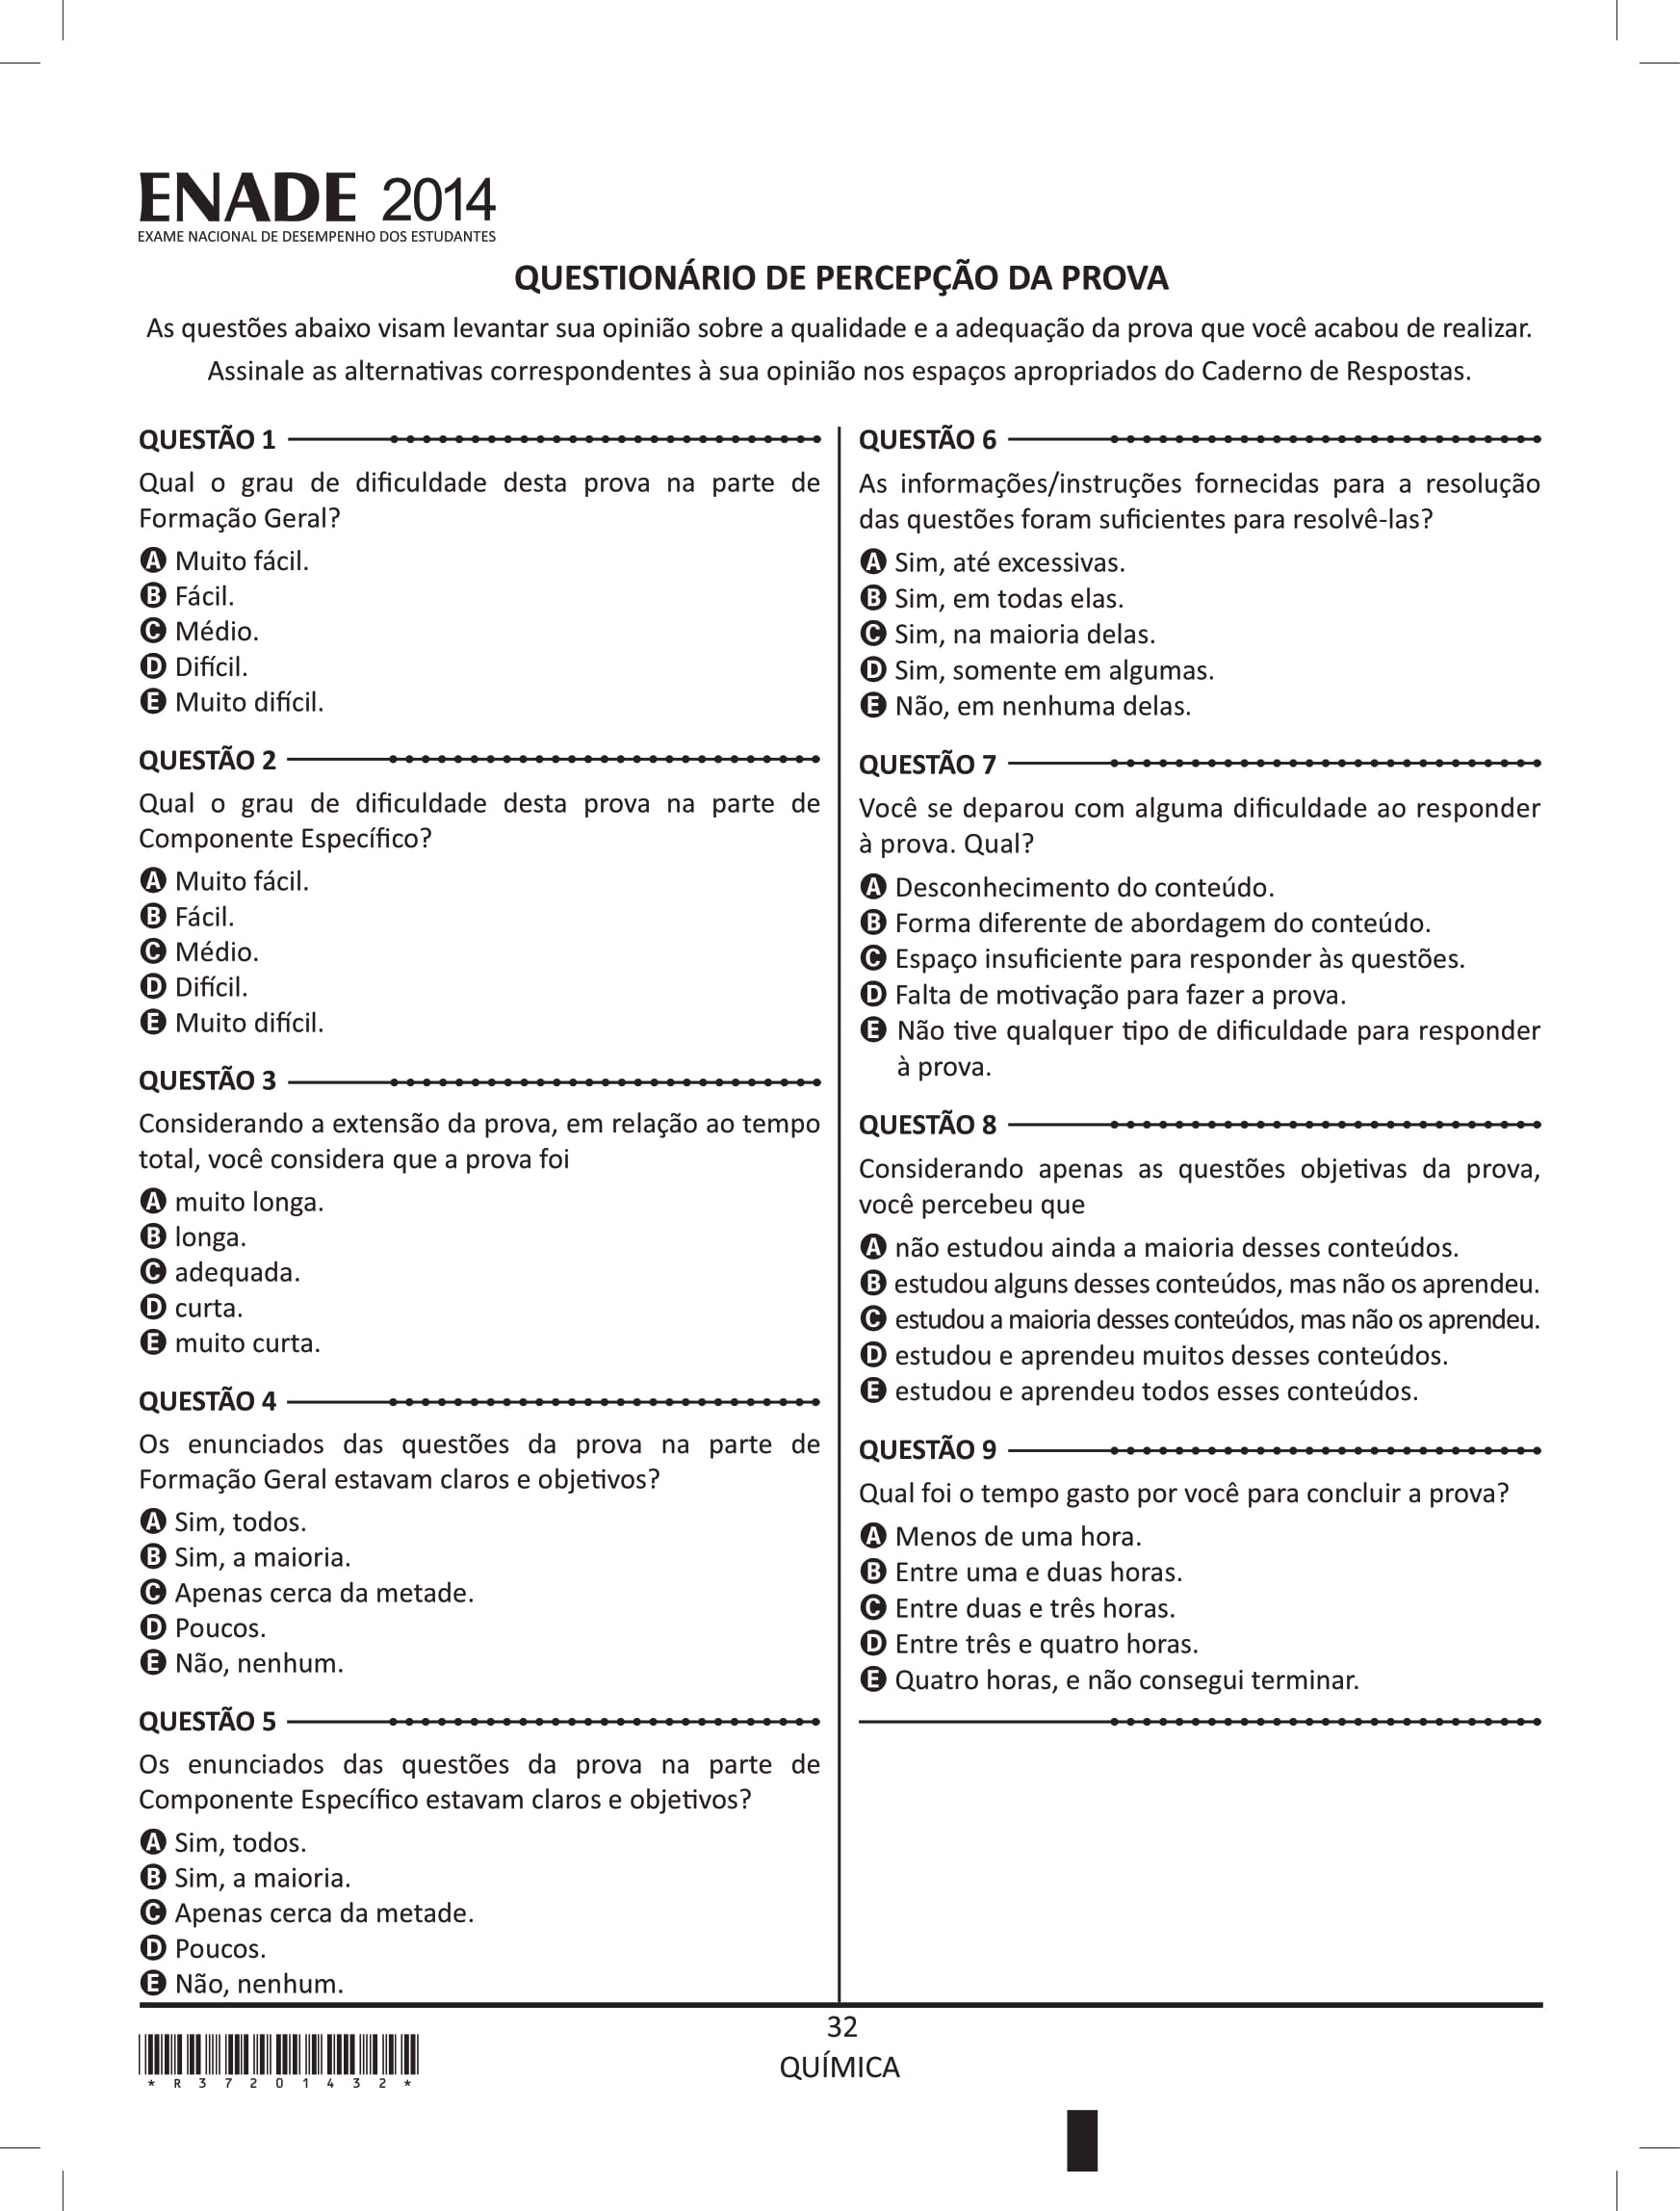 ENADE 2014
EXAME NACIONAL DE DESEMPENHO DOS ESTUDANTES
QUESTIONÁRIO DE PERCEPÇÃO DA PROVA
As questões abaixo visam levantar sua opinião sobre a qualidade e a adequação da prova que você acabou de realizar.
Assinale as alternativas correspondentes à sua opinião nos espaços apropriados do Caderno de Respostas.
QUESTÃO 1
Qual o grau de dificuldade desta prova na parte de
Formação Geral?
A Muito fácil.
B Fácil.
C Médio.
D Difícil.
E Muito difícil.
QUESTÃO 2
Qual o grau de dificuldade desta prova na parte de
Componente Específico?
A Muito fácil.
B Fácil.
C Médio.
D Difícil.
E Muito difícil.
QUESTÃO 3
Considerando a extensão da prova, em relação ao tempo
total, você considera que a prova foi
A muito longa.
B longa.
C adequada.
D curta.
E muito curta.
QUESTÃO 4
Os enunciados das questões da prova na parte de
Formação Geral estavam claros e objetivos?
A Sim, todos.
B Sim, a maioria.
C Apenas cerca da metade.
D Poucos.
E Não, nenhum.
QUESTÃO 5
Os enunciados das questões da prova na parte de
Componente Específico estavam claros e objetivos?
A Sim, todos.
B Sim, a maioria.
C Apenas cerca da metade.
D Poucos.
E Não, nenhum.
QUESTÃO 6
As informações/instruções fornecidas para a resolução
das questões foram suficientes para resolvê-las?
A Sim, até excessivas.
B Sim, em todas elas.
C Sim, na maioria delas.
D Sim, somente em algumas.
E Não, em nenhuma delas.
QUESTÃO 7
Você se deparou com alguma dificuldade ao responder
à prova. Qual?
A Desconhecimento do conteúdo.
B Forma diferente de abordagem do conteúdo.
C Espaço insuficiente para responder às questões.
D Falta de motivação para fazer a prova.
E Não tive qualquer tipo de dificuldade para responder
à prova.
QUESTÃO 8
Considerando apenas as questões objetivas da prova,
você percebeu que
A não estudou ainda a maioria desses conteúdos.
B estudou alguns desses conteúdos, mas não os aprendeu.
C estudou a maioria desses conteúdos, mas não os aprendeu.
D estudou e aprendeu muitos desses conteúdos.
E estudou e aprendeu todos esses conteúdos.
QUESTÃO 9
Qual foi o tempo gasto por você para concluir a prova?
A Menos de uma hora.
B Entre uma e duas horas.
C Entre duas e três horas.
D Entre três e quatro horas.
E Quatro horas, e não consegui terminar.
32
QUÍMICA
* R 3 7 2 0 1 4 3 2 *